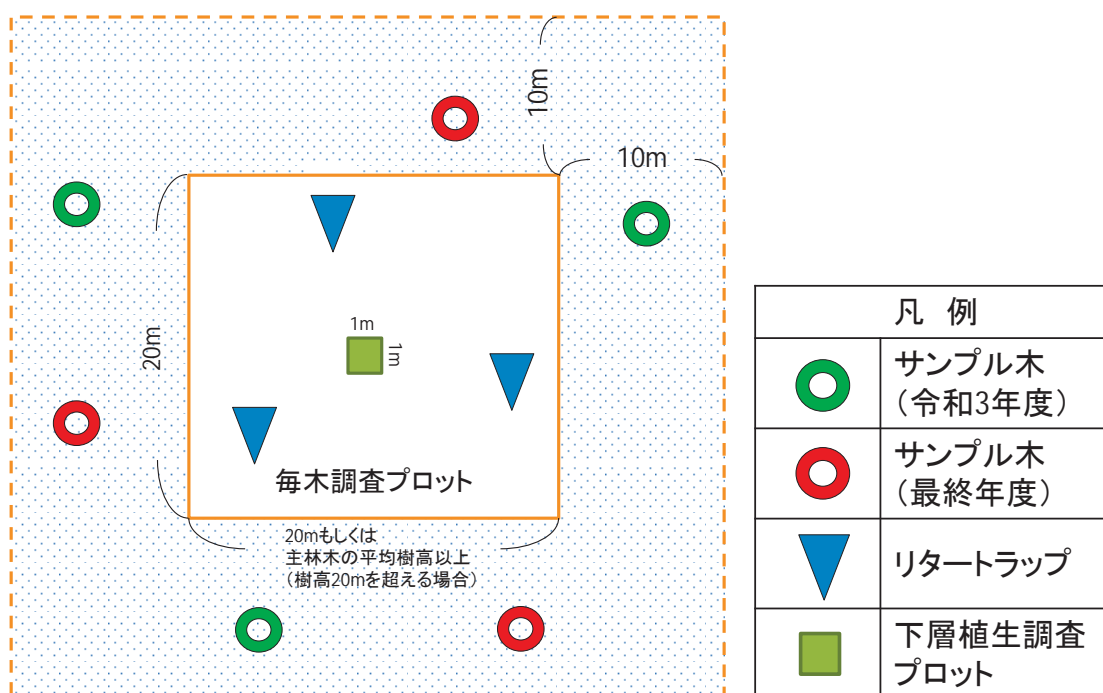 10m
10m
20m
1m
1m
毎木調査プロット
20mもしくは
主林木の平均樹高以上
（樹高20mを超える場合）
凡 例
サンプル木
（令和3年度）
サンプル木
（最終年度）
リタートラップ
下層植生調査
プロット